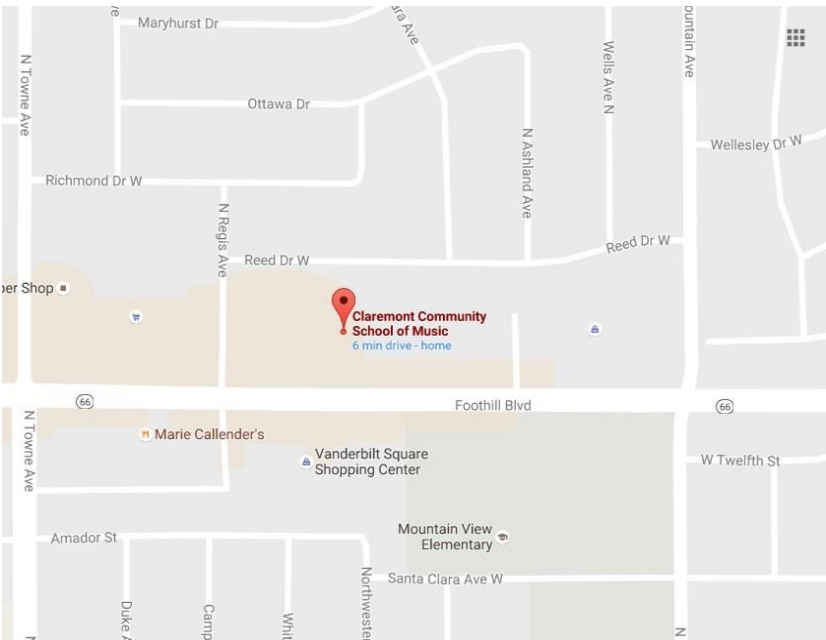 Maryhurst Dr
N Towne Ave
Ottawa Dr
Wells Ave N
N Ashland Ave
Wellesley Dr W
Richmond Dr W
N Regis Ave
Reed Dr W
Reed Dr W
Shop
Claremont Community
School of Music
6 min drive - home
66
Foothill Blvd
66
N Towne Ave
Marie Callender's
Vanderbilt Square
Shopping Center
W Twelfth St
Amador St
Mountain View
Elementary
Santa Clara Ave W
Duke
N